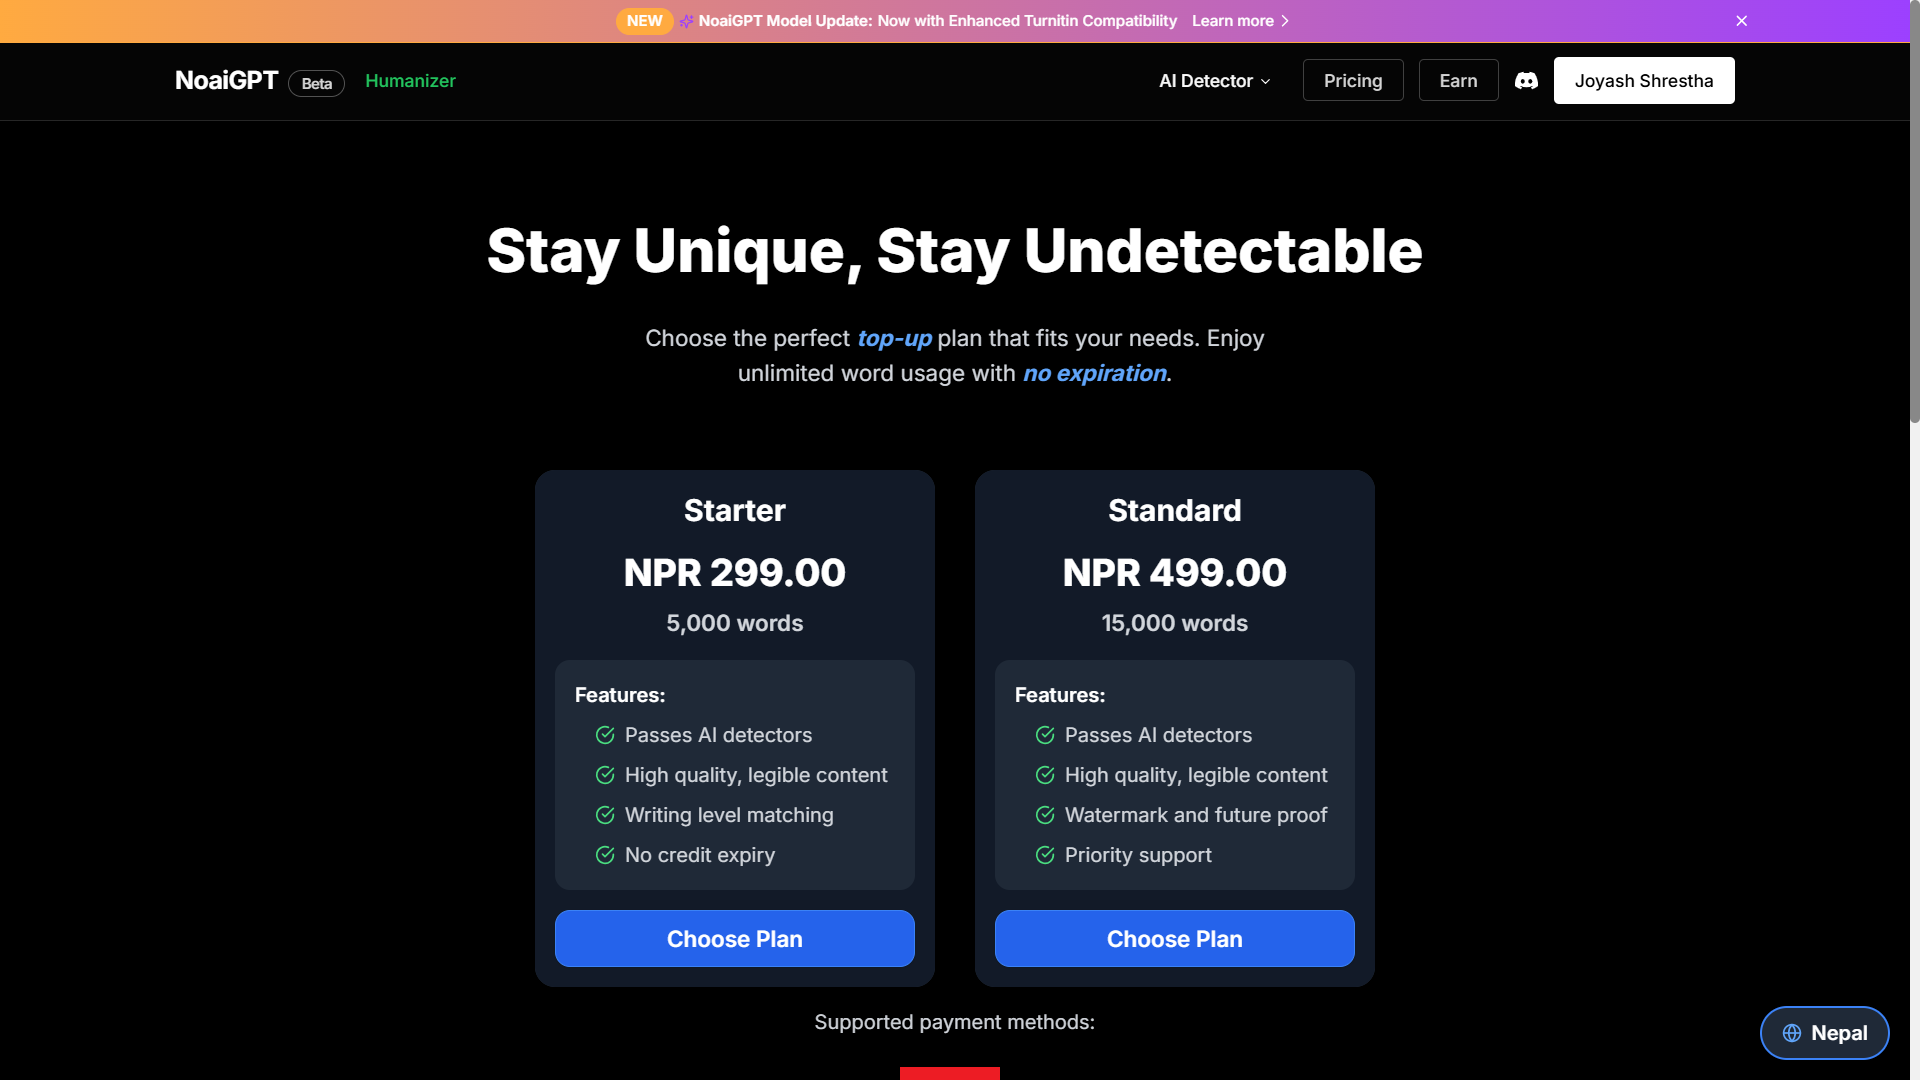 NEW NoaiGPT Model Update: Now with Enhanced Turnitin Compatibility Learn more
NoaiGPT Beta Humanizer AI Detector Pricing Earn Joyash Shrestha
Stay Unique, Stay Undetectable
Choose the perfect top-up plan that fits your needs. Enjoy
unlimited word usage with no expiration.
Starter
NPR 299.00
5,000 words
Features:
Passes AI detectors
High quality, legible content
Writing level matching
No credit expiry
Choose Plan
Standard
NPR 499.00
15,000 words
Features:
Passes AI detectors
High quality, legible content
Watermark and future proof
Priority support
Choose Plan
Supported payment methods:
Nepal